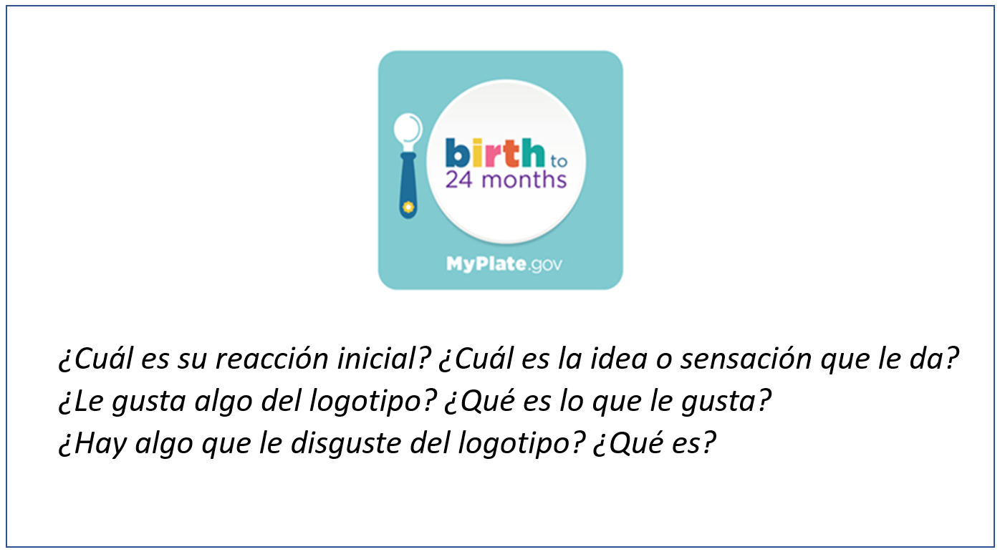 birth to
24 months
MyPlate.gov
¿Cuál es su reacción inicial? ¿Cuál es la idea o sensación que le da?
¿Le gusta algo del logotipo? ¿Qué es lo que le gusta?
¿Hay algo que le disguste del logotipo? ¿Qué es?